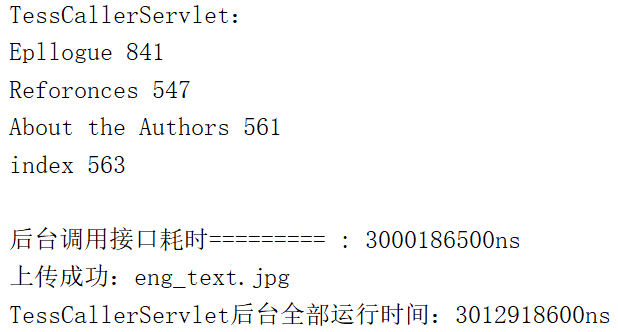 TessCallerServlet：
Epllogue 841
Reforonces 547
About the Authors 561
index 563
后台调用接口耗时========= : 3000186500ns
上传成功：eng_text.jpg
TessCallerServlet后台全部运行时间：3012918600ns